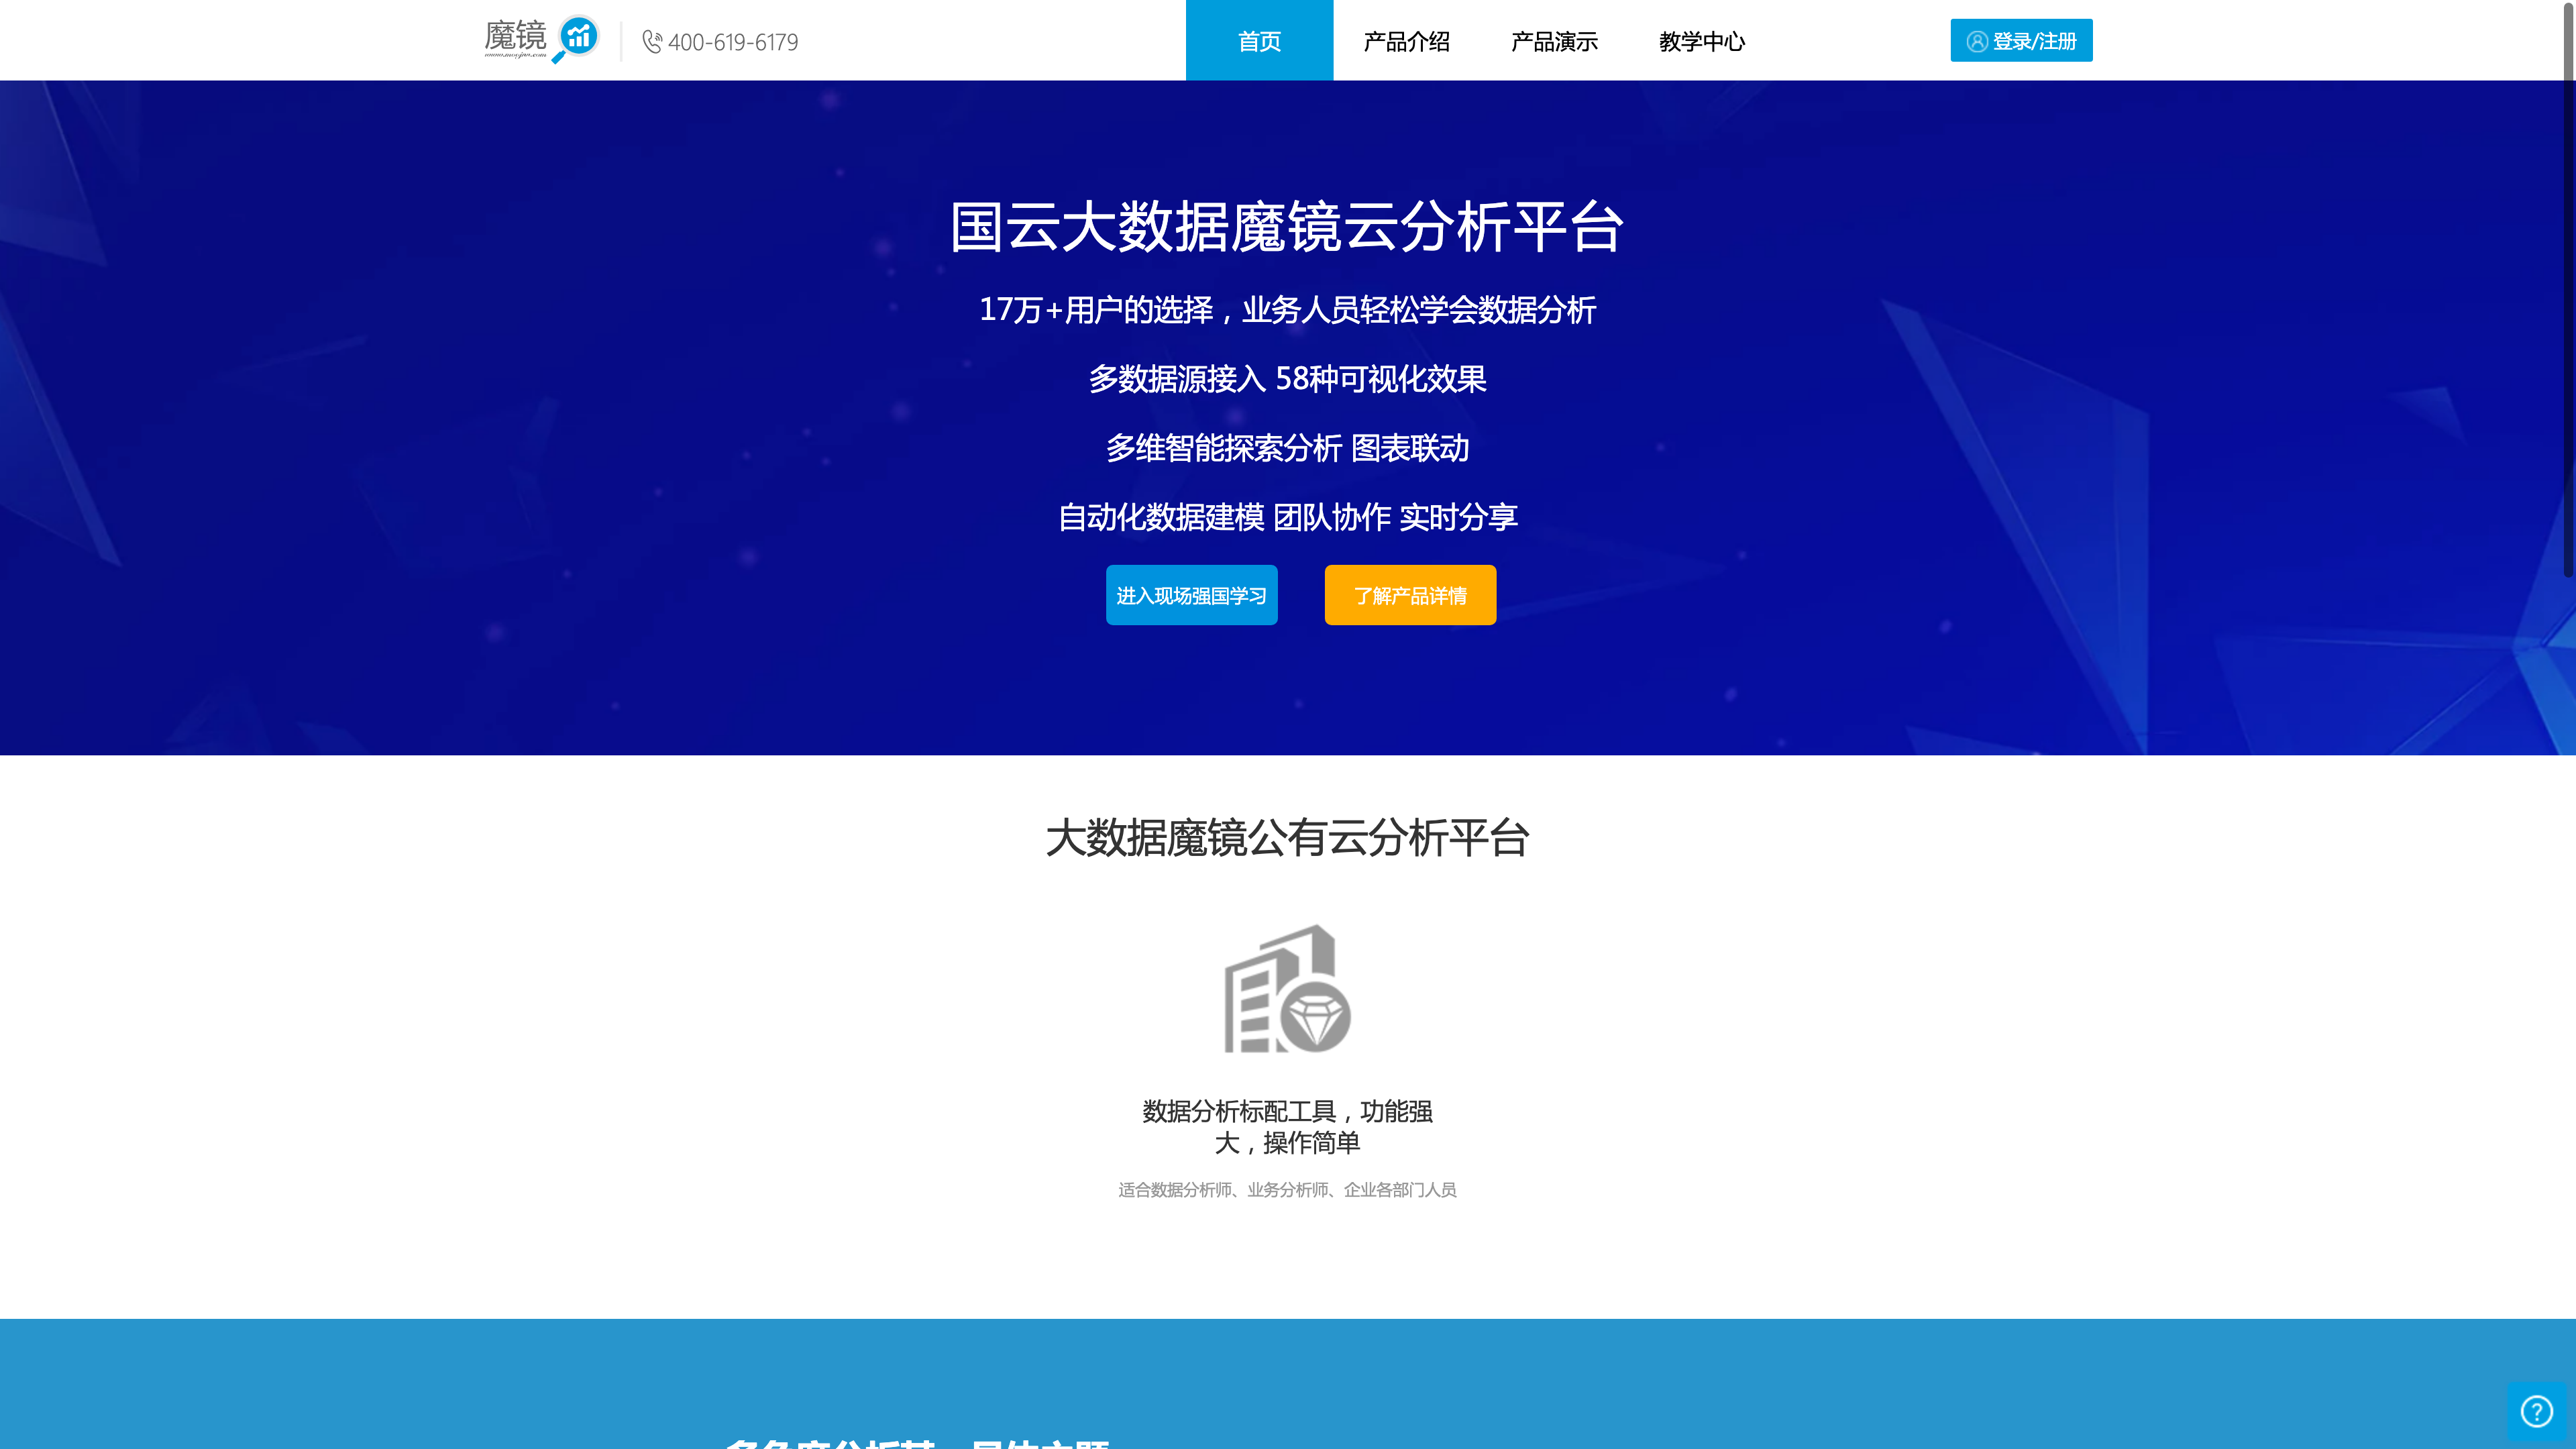 魔镜
400-619-6179
首页
产品介绍
产品演示
教学中心
登录/注册
国云大数据魔镜云分析平台
17万+用户的选择，业务人员轻松学会数据分析
多数据源接入 58种可视化效果
多维智能探索分析 图表联动
自动化数据建模 团队协作 实时分享
进入现场强国学习
了解产品详情
大数据魔镜公有云分析平台
数据分析标配工具，功能强
大，操作简单
适合数据分析师、业务分析师、企业各部门人员